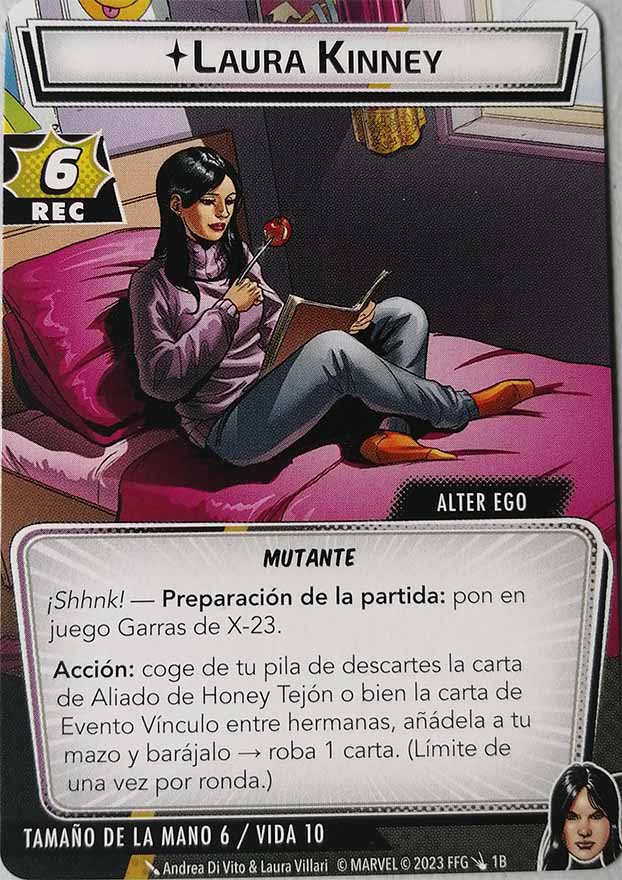 LAURA KINNEY
6
REC
ALTER EGO
MUTANTE
¡Shhnk! — Preparación de la partida: pon en
juego Garras de X-23.
Acción: coge de tu pila de descartes la carta
de Aliado de Honey Tejón o bien la carta de
Evento Vínculo entre hermanas, añádela a tu
mazo y barájalo → roba 1 carta. (Límite de
una vez por ronda.)
TAMAÑO DE LA MANO 6 / VIDA 10
Andrea Di Vito & Laura Villari © MARVEL © 2023 FFG 1B